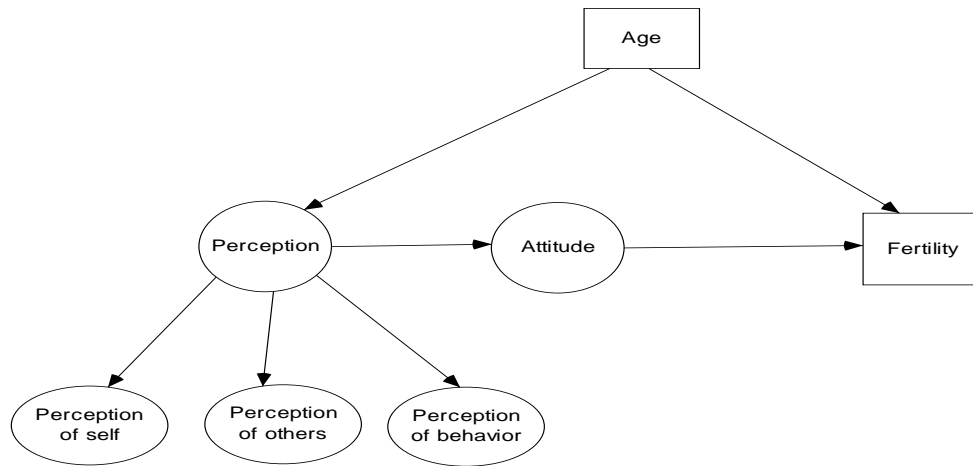 Age
Perception
Attitude
Fertility
Perception
of self
Perception
of others
Perception
of behavior